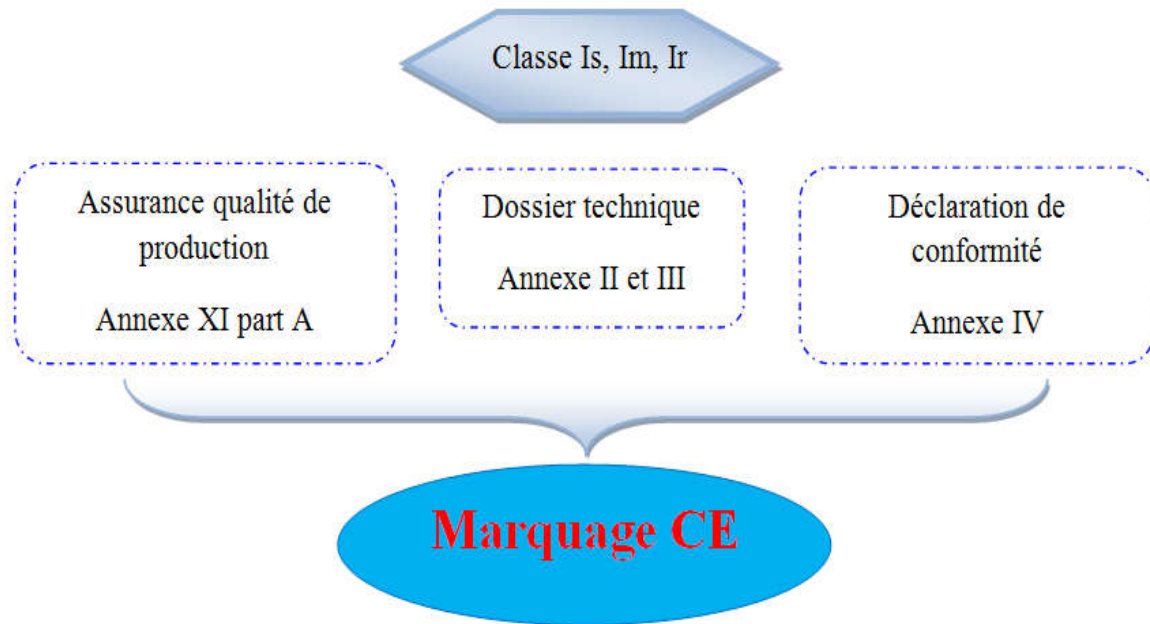 Classe Is, Im, Ir
Assurance qualité de
production
Annexe XI part A
Dossier technique
Annexe II et III
Déclaration de
conformité
Annexe IV
Marquage CE